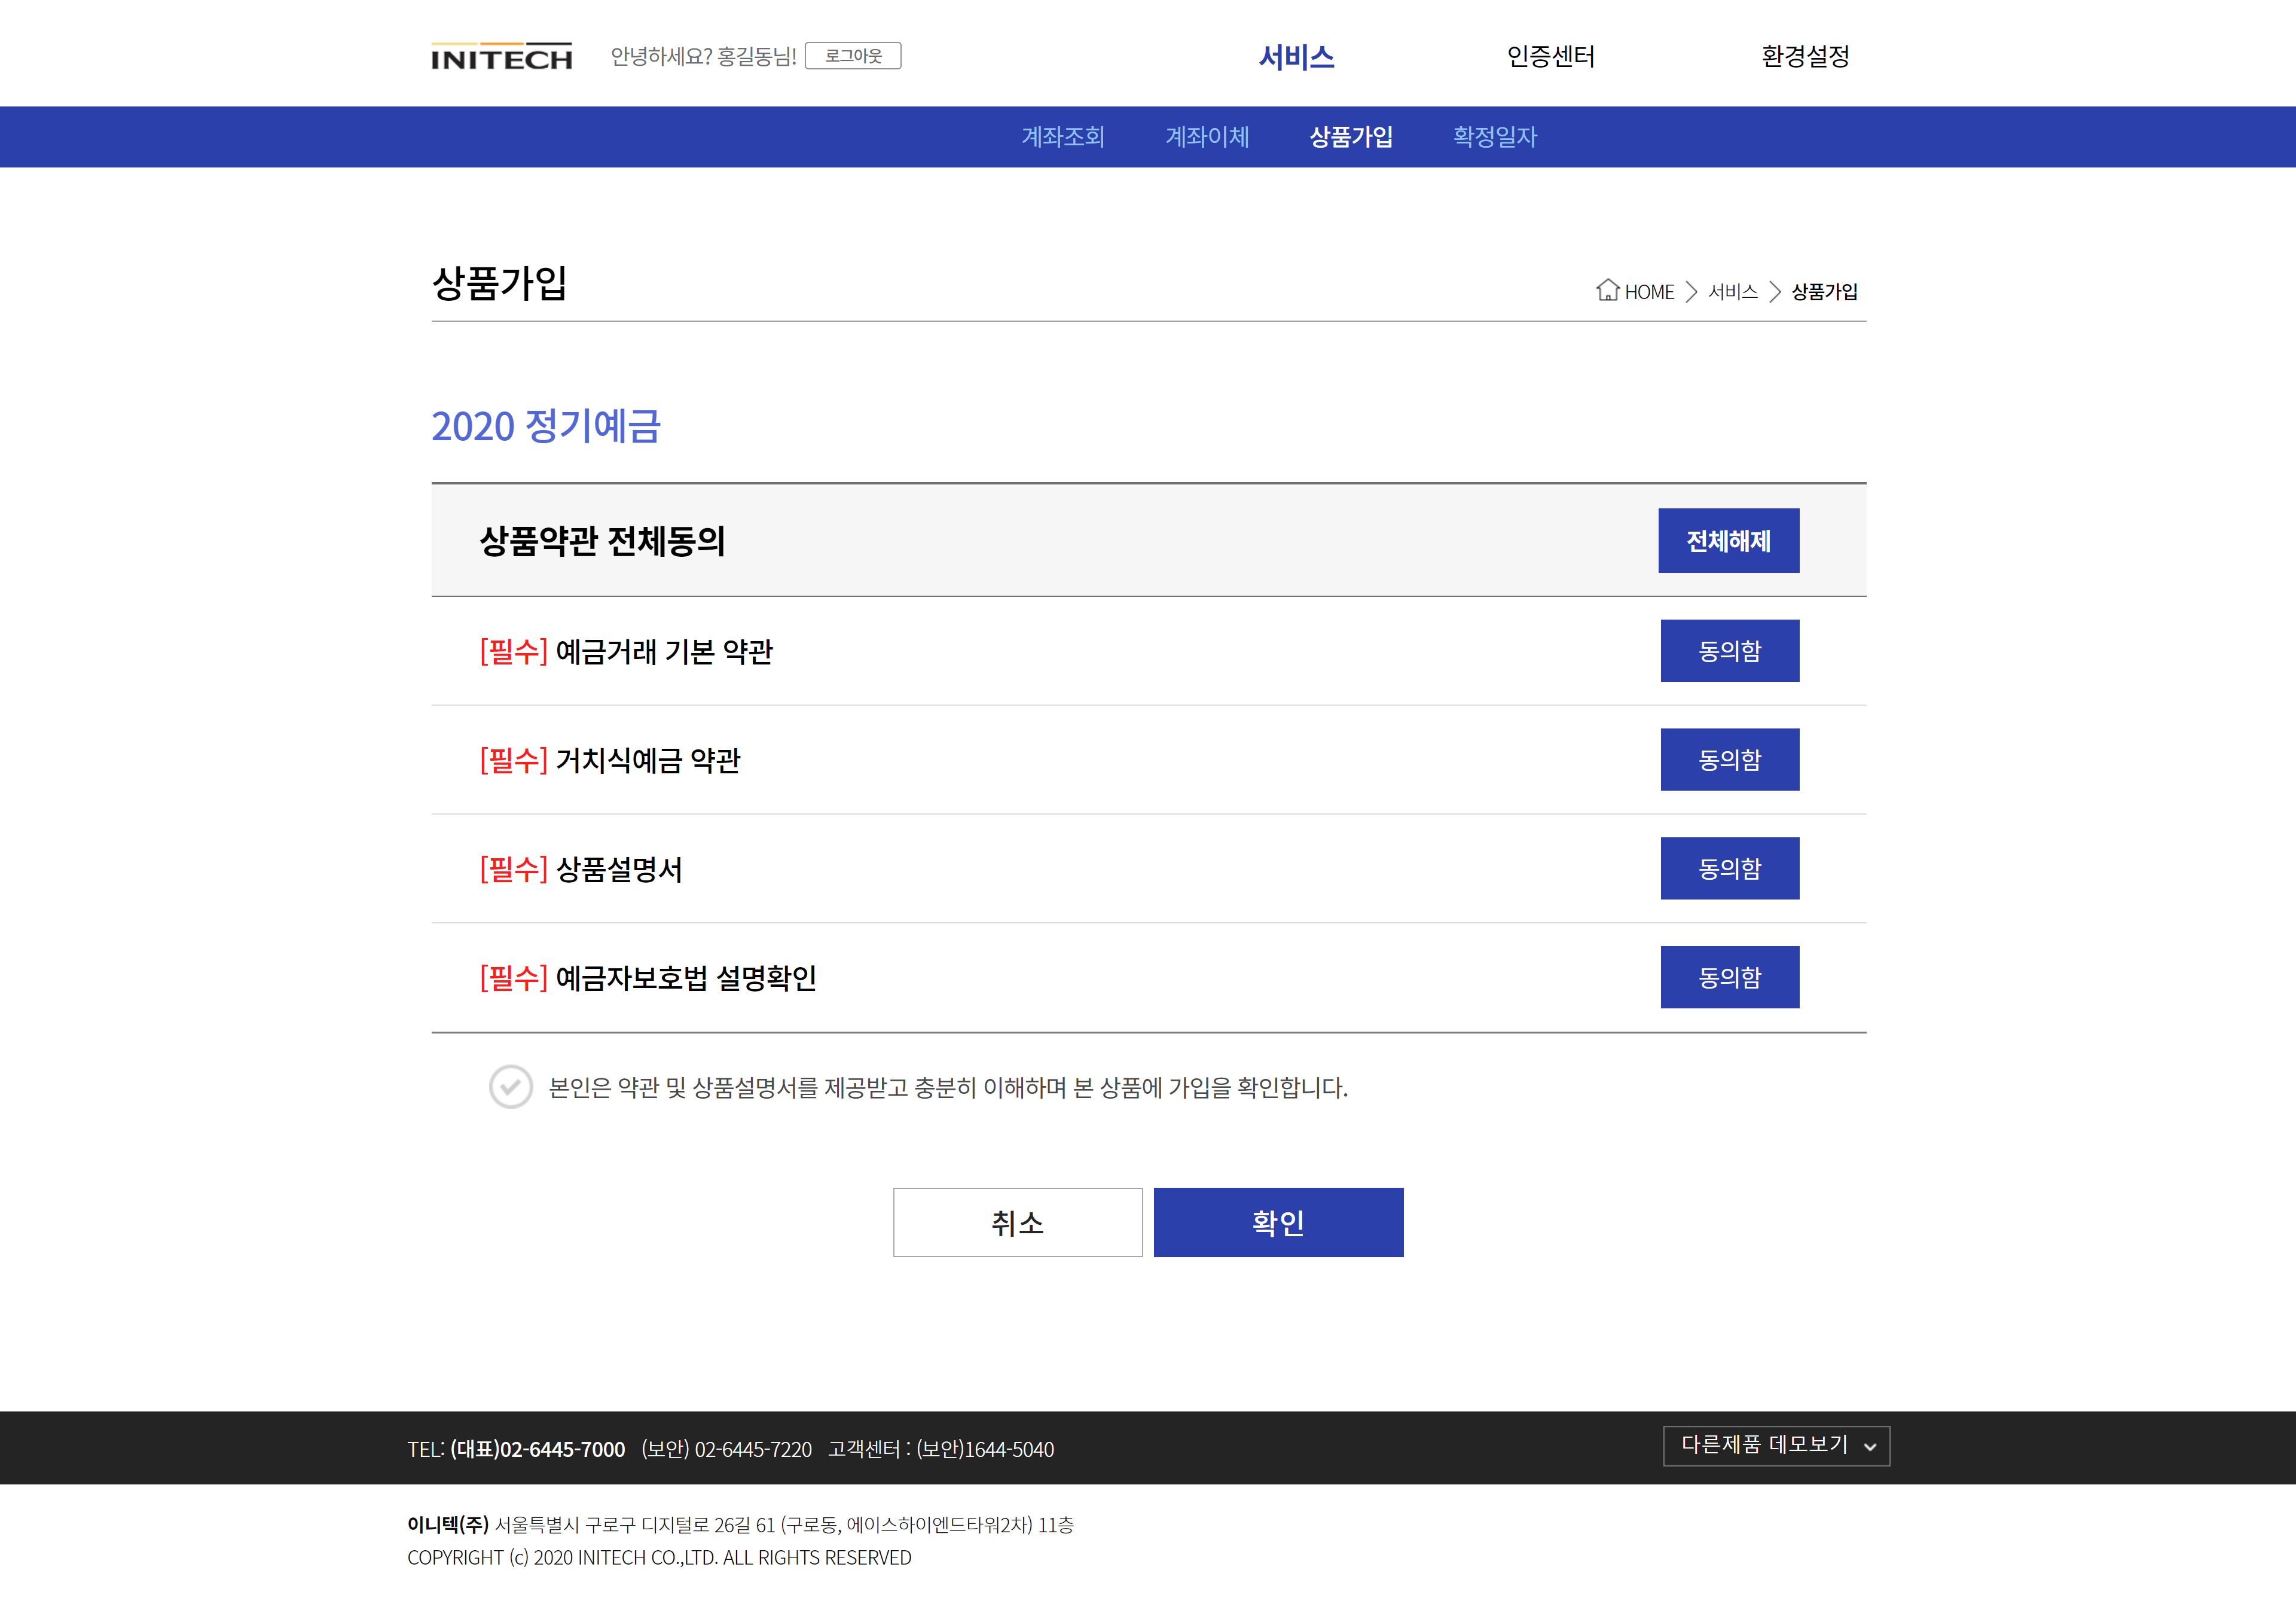 INITECH 안녕하세요? 홍길동님! 로그아웃 서비스 인증센터 환경설정
계좌조회 계좌이체 상품가입 확정일자
상품가입 HOME 서비스 상품가입
2020 정기예금
상품약관 전체동의 전체해제
[필수] 예금거래 기본 약관 동의함
[필수] 거치식예금 약관 동의함
[필수] 상품설명서 동의함
[필수] 예금자보호법 설명확인 동의함
본인은 약관 및 상품설명서를 제공받고 충분히 이해하며 본 상품에 가입을 확인합니다.
취소 확인
TEL: (대표)02-6445-7000 (보안) 02-6445-7220 고객센터 : (보안)1644-5040 다른제품 데모보기
이니텍(주) 서울특별시 구로구 디지털로 26길 61 (구로동, 에이스하이엔드타워2차) 11층
COPYRIGHT (c) 2020 INITECH CO.,LTD. ALL RIGHTS RESERVED